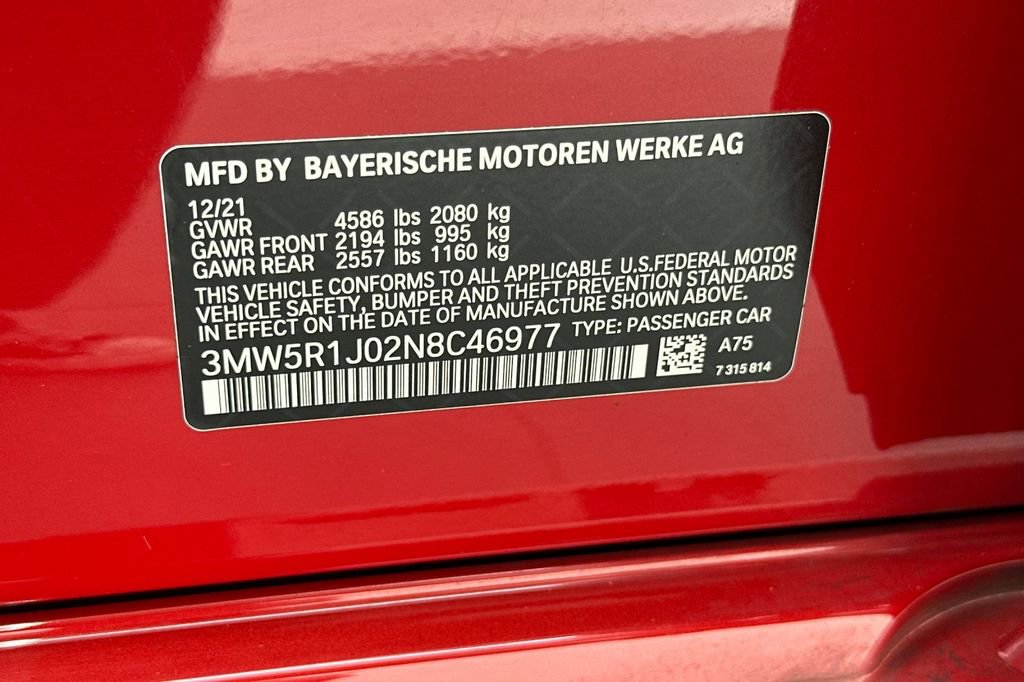 MFD BY BAYERISCHE MOTOREN WERKE AG
12/21
GVWR 4586 lbs 2080 kg
GAWR FRONT 2194 lbs 995 kg
GAWR REAR 2557 lbs 1160 kg
THIS VEHICLE CONFORMS TO ALL APPLICABLE U.S.FEDERAL MOTOR
VEHICLE SAFETY, BUMPER AND THEFT PREVENTION STANDARDS
IN EFFECT ON THE DATE OF MANUFACTURE SHOWN ABOVE.
3MW5R1J02N8C46977 TYPE: PASSENGER CAR
A75
7 315 814